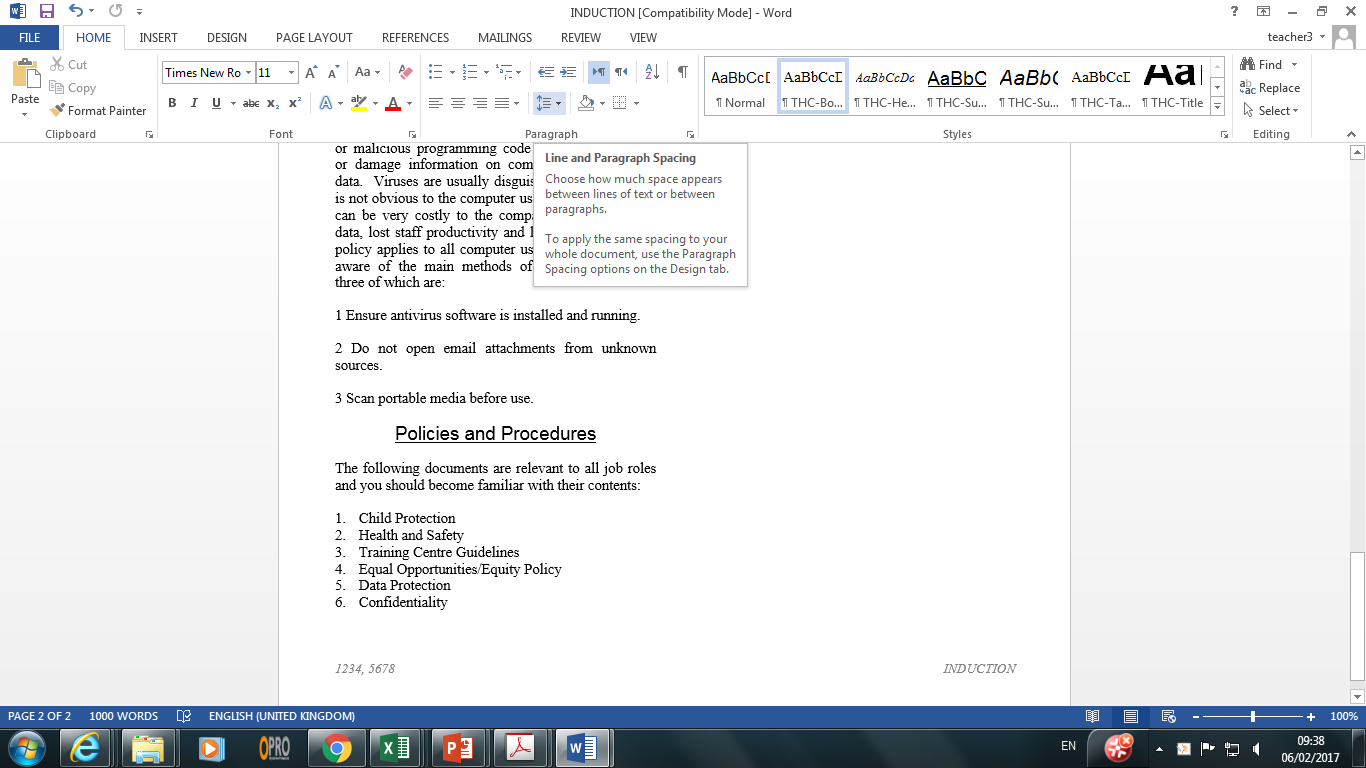 INDUCTION [Compatibility Mode] - Word
?
FILE HOME INSERT DESIGN PAGE LAYOUT REFERENCES MAILINGS REVIEW VIEW teacher3
Paste
Cut
Copy
Format Painter
Times New Ro 11 A A Aa
B I U abc x2 x2 A ab A
AaBbCcI AaBbCcE AaBbCcDc AaBbC AaBb( AaBbCcE AaI
¶ Normal ¶ THC-Bo... ¶ THC-He... ¶ THC-Su... ¶ THC-Su... ¶ THC-Ta... ¶ THC-Title
Find
Replace
Select
Clipboard Font Paragraph Styles Editing
Line and Paragraph Spacing
Choose how much space appears
between lines of text or between
paragraphs.
To apply the same spacing to your
whole document, use the Paragraph
Spacing options on the Design tab.
or malicious programming code
or damage information on com
data. Viruses are usually disguis
is not obvious to the computer us
can be very costly to the compa
data, lost staff productivity and
policy applies to all computer us
aware of the main methods of
three of which are:
1 Ensure antivirus software is installed and running.
2 Do not open email attachments from unknown
sources.
3 Scan portable media before use.
Policies and Procedures
The following documents are relevant to all job roles
and you should become familiar with their contents:
1. Child Protection
2. Health and Safety
3. Training Centre Guidelines
4. Equal Opportunities/Equity Policy
5. Data Protection
6. Confidentiality
1234, 5678 INDUCTION
PAGE 2 OF 2 1000 WORDS ENGLISH (UNITED KINGDOM) 100%
OPRO
EN
09:38
06/02/2017